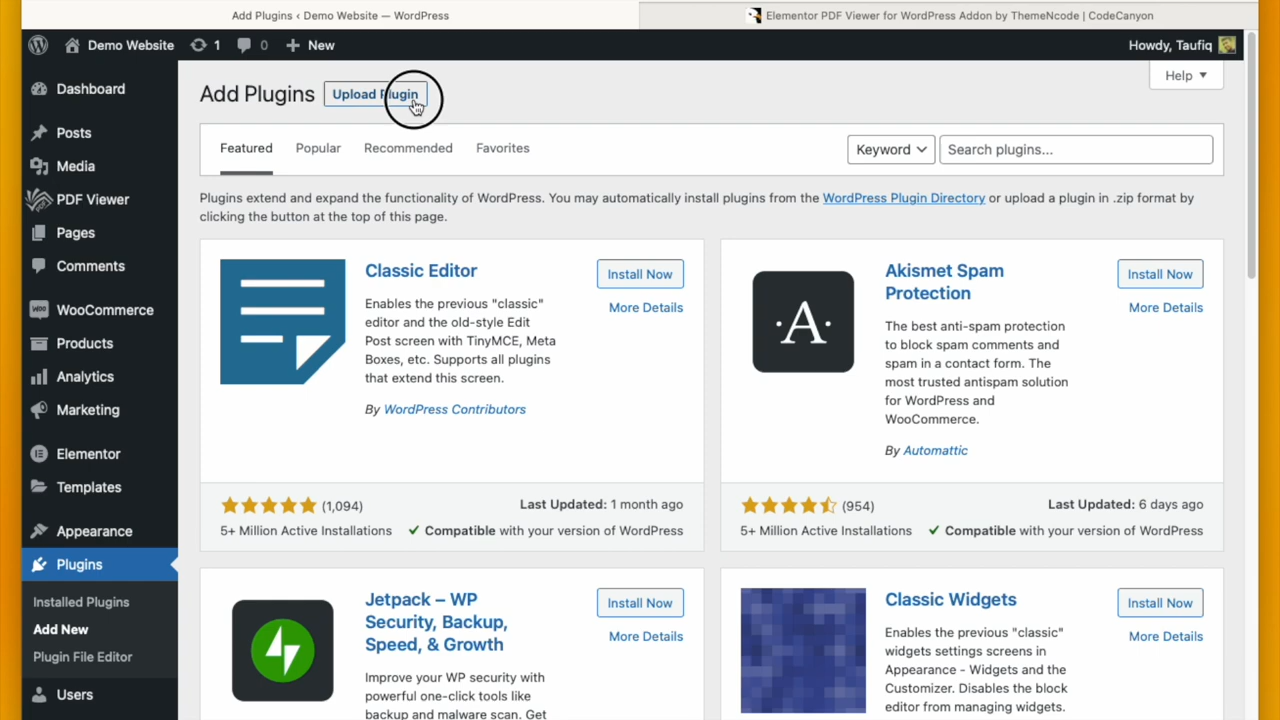 Add Plugins ‹ Demo Website — WordPress
Elementor PDF Viewer for WordPress Addon by ThemeNcode | CodeCanyon
Demo Website 1 0 New
Howdy, Taufiq
Help
Dashboard
Posts
Media
PDF Viewer
Pages
Comments
WooCommerce
Products
Analytics
Marketing
Elementor
Templates
Appearance
Plugins
Installed Plugins
Add New
Plugin File Editor
Users
Add Plugins Upload Plugin
Featured Popular Recommended Favorites
Keyword Search plugins...
Plugins extend and expand the functionality of WordPress. You may automatically install plugins from the WordPress Plugin Directory or upload a plugin in .zip format by
clicking the button at the top of this page.
Classic Editor
Install Now
More Details
Enables the previous "classic"
editor and the old-style Edit
Post screen with TinyMCE, Meta
Boxes, etc. Supports all plugins
that extend this screen.
By WordPress Contributors
(1,094)
Last Updated: 1 month ago
5+ Million Active Installations
Compatible with your version of WordPress
Akismet Spam
Protection
Install Now
More Details
·A·
The best anti-spam protection
to block spam comments and
spam in a contact form. The
most trusted antispam solution
for WordPress and
WooCommerce.
By Automattic
(954)
Last Updated: 6 days ago
5+ Million Active Installations
Compatible with your version of WordPress
Jetpack – WP
Security, Backup,
Speed, & Growth
Install Now
More Details
Improve your WP security with
powerful one-click tools like
backup and malware scan. Get
Classic Widgets
Install Now
More Details
Enables the previous "classic"
widgets settings screens in
Appearance - Widgets and the
Customizer. Disables the block
editor from managing widgets.